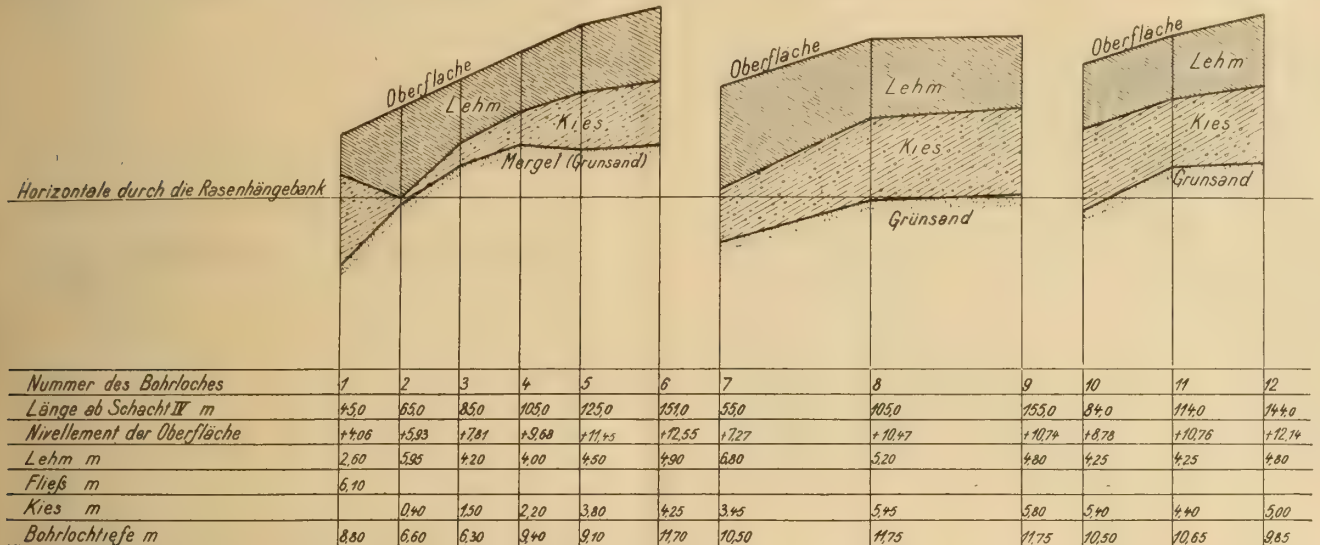 Oberfläche
Lehm
Kies
Mergel (Grünsand)
Oberfläche
Lehm
Kies
Grünsand
Oberfläche
Lehm
Kies
Grünsand
Horizontale durch die Rasenhängebank
Nummer des Bohrloches 1 2 3 4 5 6 7 8 9 10 11 12
Länge ab Schacht IV m 45,0 65,0 85,0 105,0 125,0 151,0 55,0 105,0 155,0 84,0 114,0 144,0
Nivellement der Oberfläche +4,06 +5,93 +7,81 +9,68 +11,45 +12,55 +7,27 +10,47 +10,74 +8,78 +10,76 +12,14
Lehm m 2,60 5,95 4,20 4,00 4,50 4,90 6,80 5,20 4,80 4,25 4,25 4,80
Fließ m 6,10
Kies m 0,40 1,50 2,20 3,80 4,25 3,45 5,45 5,80 5,40 4,40 5,00
Bohrlochtiefe m 8,80 6,60 6,30 9,40 9,10 11,70 10,50 11,75 11,75 10,50 10,65 9,85